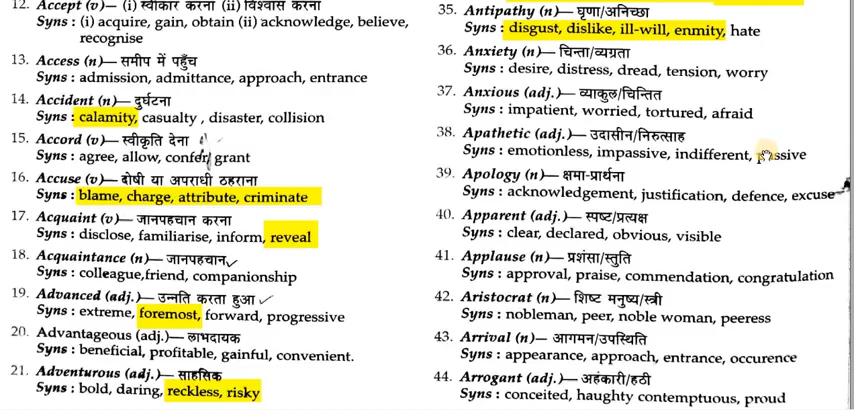 12. Accept (v)— (i) स्वीकार करना (ii) विश्वास करना
Syns : (i) acquire, gain, obtain (ii) acknowledge, believe,
recognise
13. Access (n)— समीप में पहुँच
Syns : admission, admittance, approach, entrance
14. Accident (n)— दुर्घटना
Syns : calamity, casualty , disaster, collision
15. Accord (v)— स्वीकृति देना
Syns : agree, allow, confer, grant
16. Accuse (v)— दोषी या अपराधी ठहराना
Syns : blame, charge, attribute, criminate
17. Acquaint (v)— जानपहचान करना
Syns : disclose, familiarise, inform, reveal
18. Acquaintance (n)— जानपहचान
Syns : colleague,friend, companionship
19. Advanced (adj.)— उन्नति करता हुआ
Syns : extreme, foremost, forward, progressive
20. Advantageous (adj.)— लाभदायक
Syns : beneficial, profitable, gainful, convenient.
21. Adventurous (adj.)— साहसिक
Syns : bold, daring, reckless, risky
35. Antipathy (n)— घृणा/अनिच्छा
Syns : disgust, dislike, ill-will, enmity, hate
36. Anxiety (n)— चिन्ता/व्यग्रता
Syns : desire, distress, dread, tension, worry
37. Anxious (adj.)— व्याकुल/चिन्तित
Syns : impatient, worried, tortured, afraid
38. Apathetic (adj.)— उदासीन/निरुत्साह
Syns : emotionless, impassive, indifferent, passive
39. Apology (n)— क्षमा-प्रार्थना
Syns : acknowledgement, justification, defence, excuse
40. Apparent (adj.)— स्पष्ट/प्रत्यक्ष
Syns : clear, declared, obvious, visible
41. Applause (n)— प्रशंसा/स्तुति
Syns : approval, praise, commendation, congratulation
42. Aristocrat (n)— शिष्ट मनुष्य/स्त्री
Syns : nobleman, peer, noble woman, peeress
43. Arrival (n)— आगमन/उपस्थिति
Syns : appearance, approach, entrance, occurence
44. Arrogant (adj.)— अहंकारी/हठी
Syns : conceited, haughty contemptuous, proud